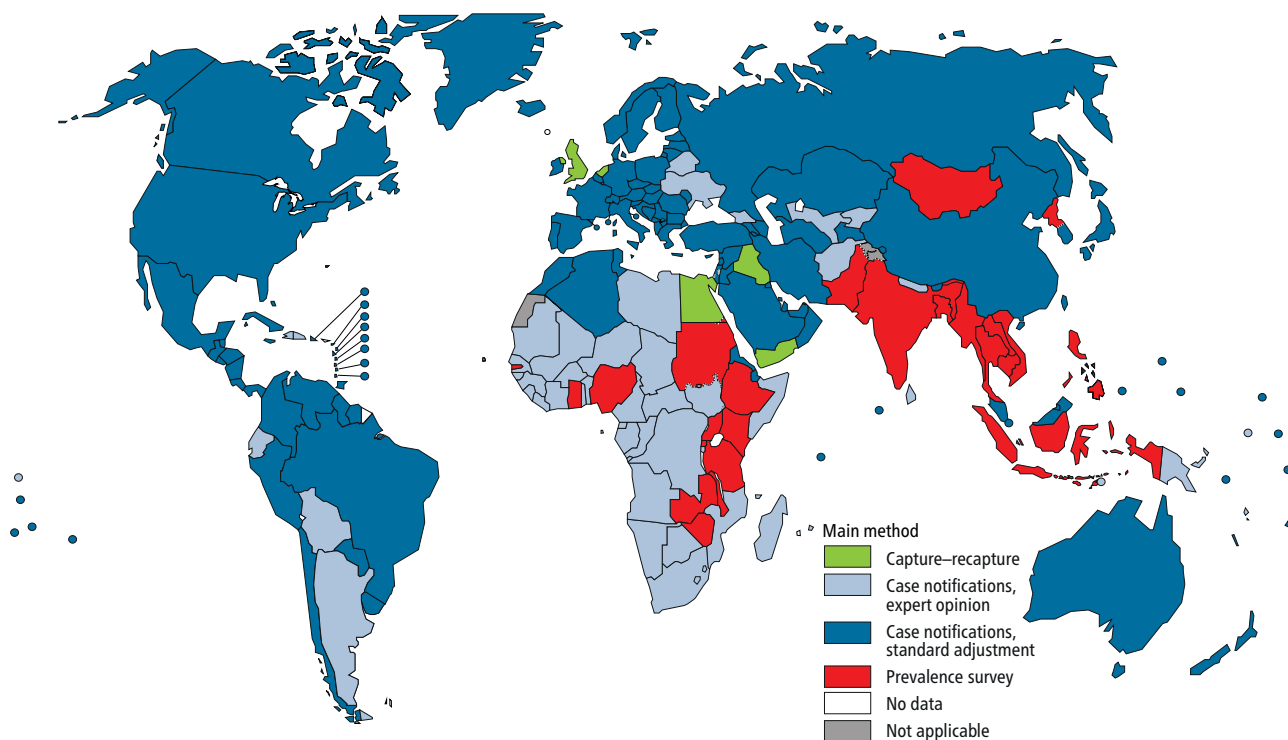 Main method
Capture–recapture
Case notifications,
expert opinion
Case notifications,
standard adjustment
Prevalence survey
No data
Not applicable